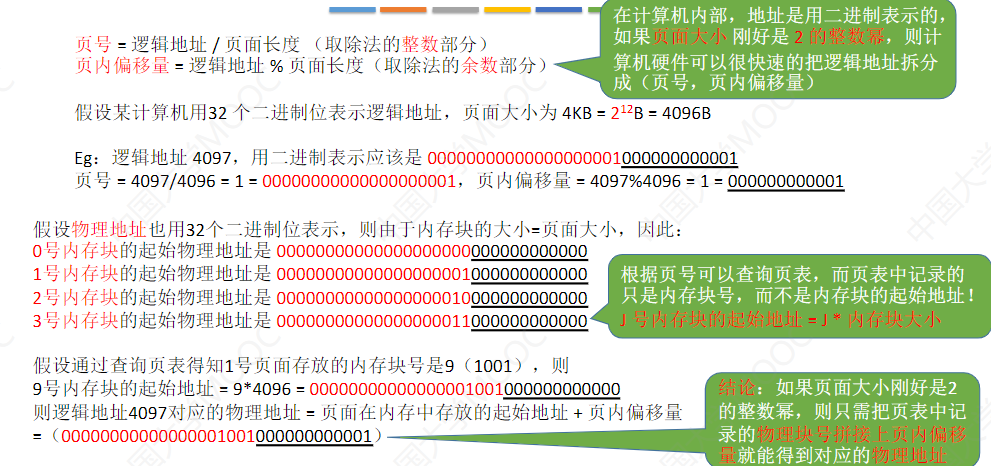 页号 = 逻辑地址 / 页面长度 （取除法的整数部分）
页内偏移量 = 逻辑地址 % 页面长度（取除法的余数部分）
在计算机内部，地址是用二进制表示的，
如果页面大小 刚好是 2 的整数幂，则计
算机硬件可以很快速的把逻辑地址拆分
成（页号，页内偏移量）
假设某计算机用32 个二进制位表示逻辑地址，页面大小为 4KB = 2¹²B = 4096B
Eg：逻辑地址 4097，用二进制表示应该是 00000000000000000001000000000001
页号 = 4097/4096 = 1 = 00000000000000000001，页内偏移量 = 4097%4096 = 1 = 000000000001
假设物理地址也用32个二进制位表示，则由于内存块的大小=页面大小，因此：
0号内存块的起始物理地址是 00000000000000000000000000000000
1号内存块的起始物理地址是 00000000000000000001000000000000
2号内存块的起始物理地址是 00000000000000000010000000000000
3号内存块的起始物理地址是 00000000000000000011000000000000
根据页号可以查询页表，而页表中记录的
只是内存块号，而不是内存块的起始地址！
J 号内存块的起始地址 = J * 内存块大小
假设通过查询页表得知1号页面存放的内存块号是9（1001），则
9号内存块的起始地址 = 9*4096 = 00000000000000001001000000000000
则逻辑地址4097对应的物理地址 = 页面在内存中存放的起始地址 + 页内偏移量
=（00000000000000001001000000000001）
结论：如果页面大小刚好是2
的整数幂，则只需把页表中记
录的物理块号拼接上页内偏移
量就能得到对应的物理地址
中国大学MOOC